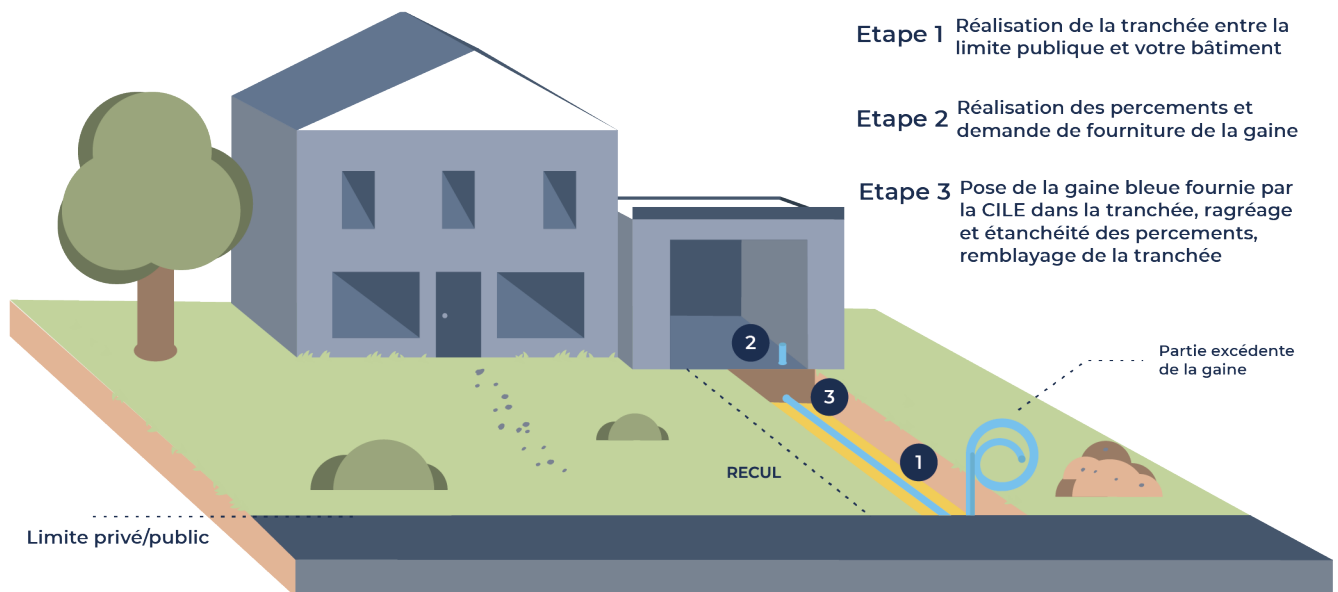 Etape 1 Réalisation de la tranchée entre la
limite publique et votre bâtiment
Etape 2 Réalisation des percements et
demande de fourniture de la gaine
Etape 3 Pose de la gaine bleue fournie par
la CILE dans la tranchée, ragréage
et étanchéité des percements,
remblayage de la tranchée
2
Partie excédente
de la gaine
3
1
RECUL
Limite privé/public